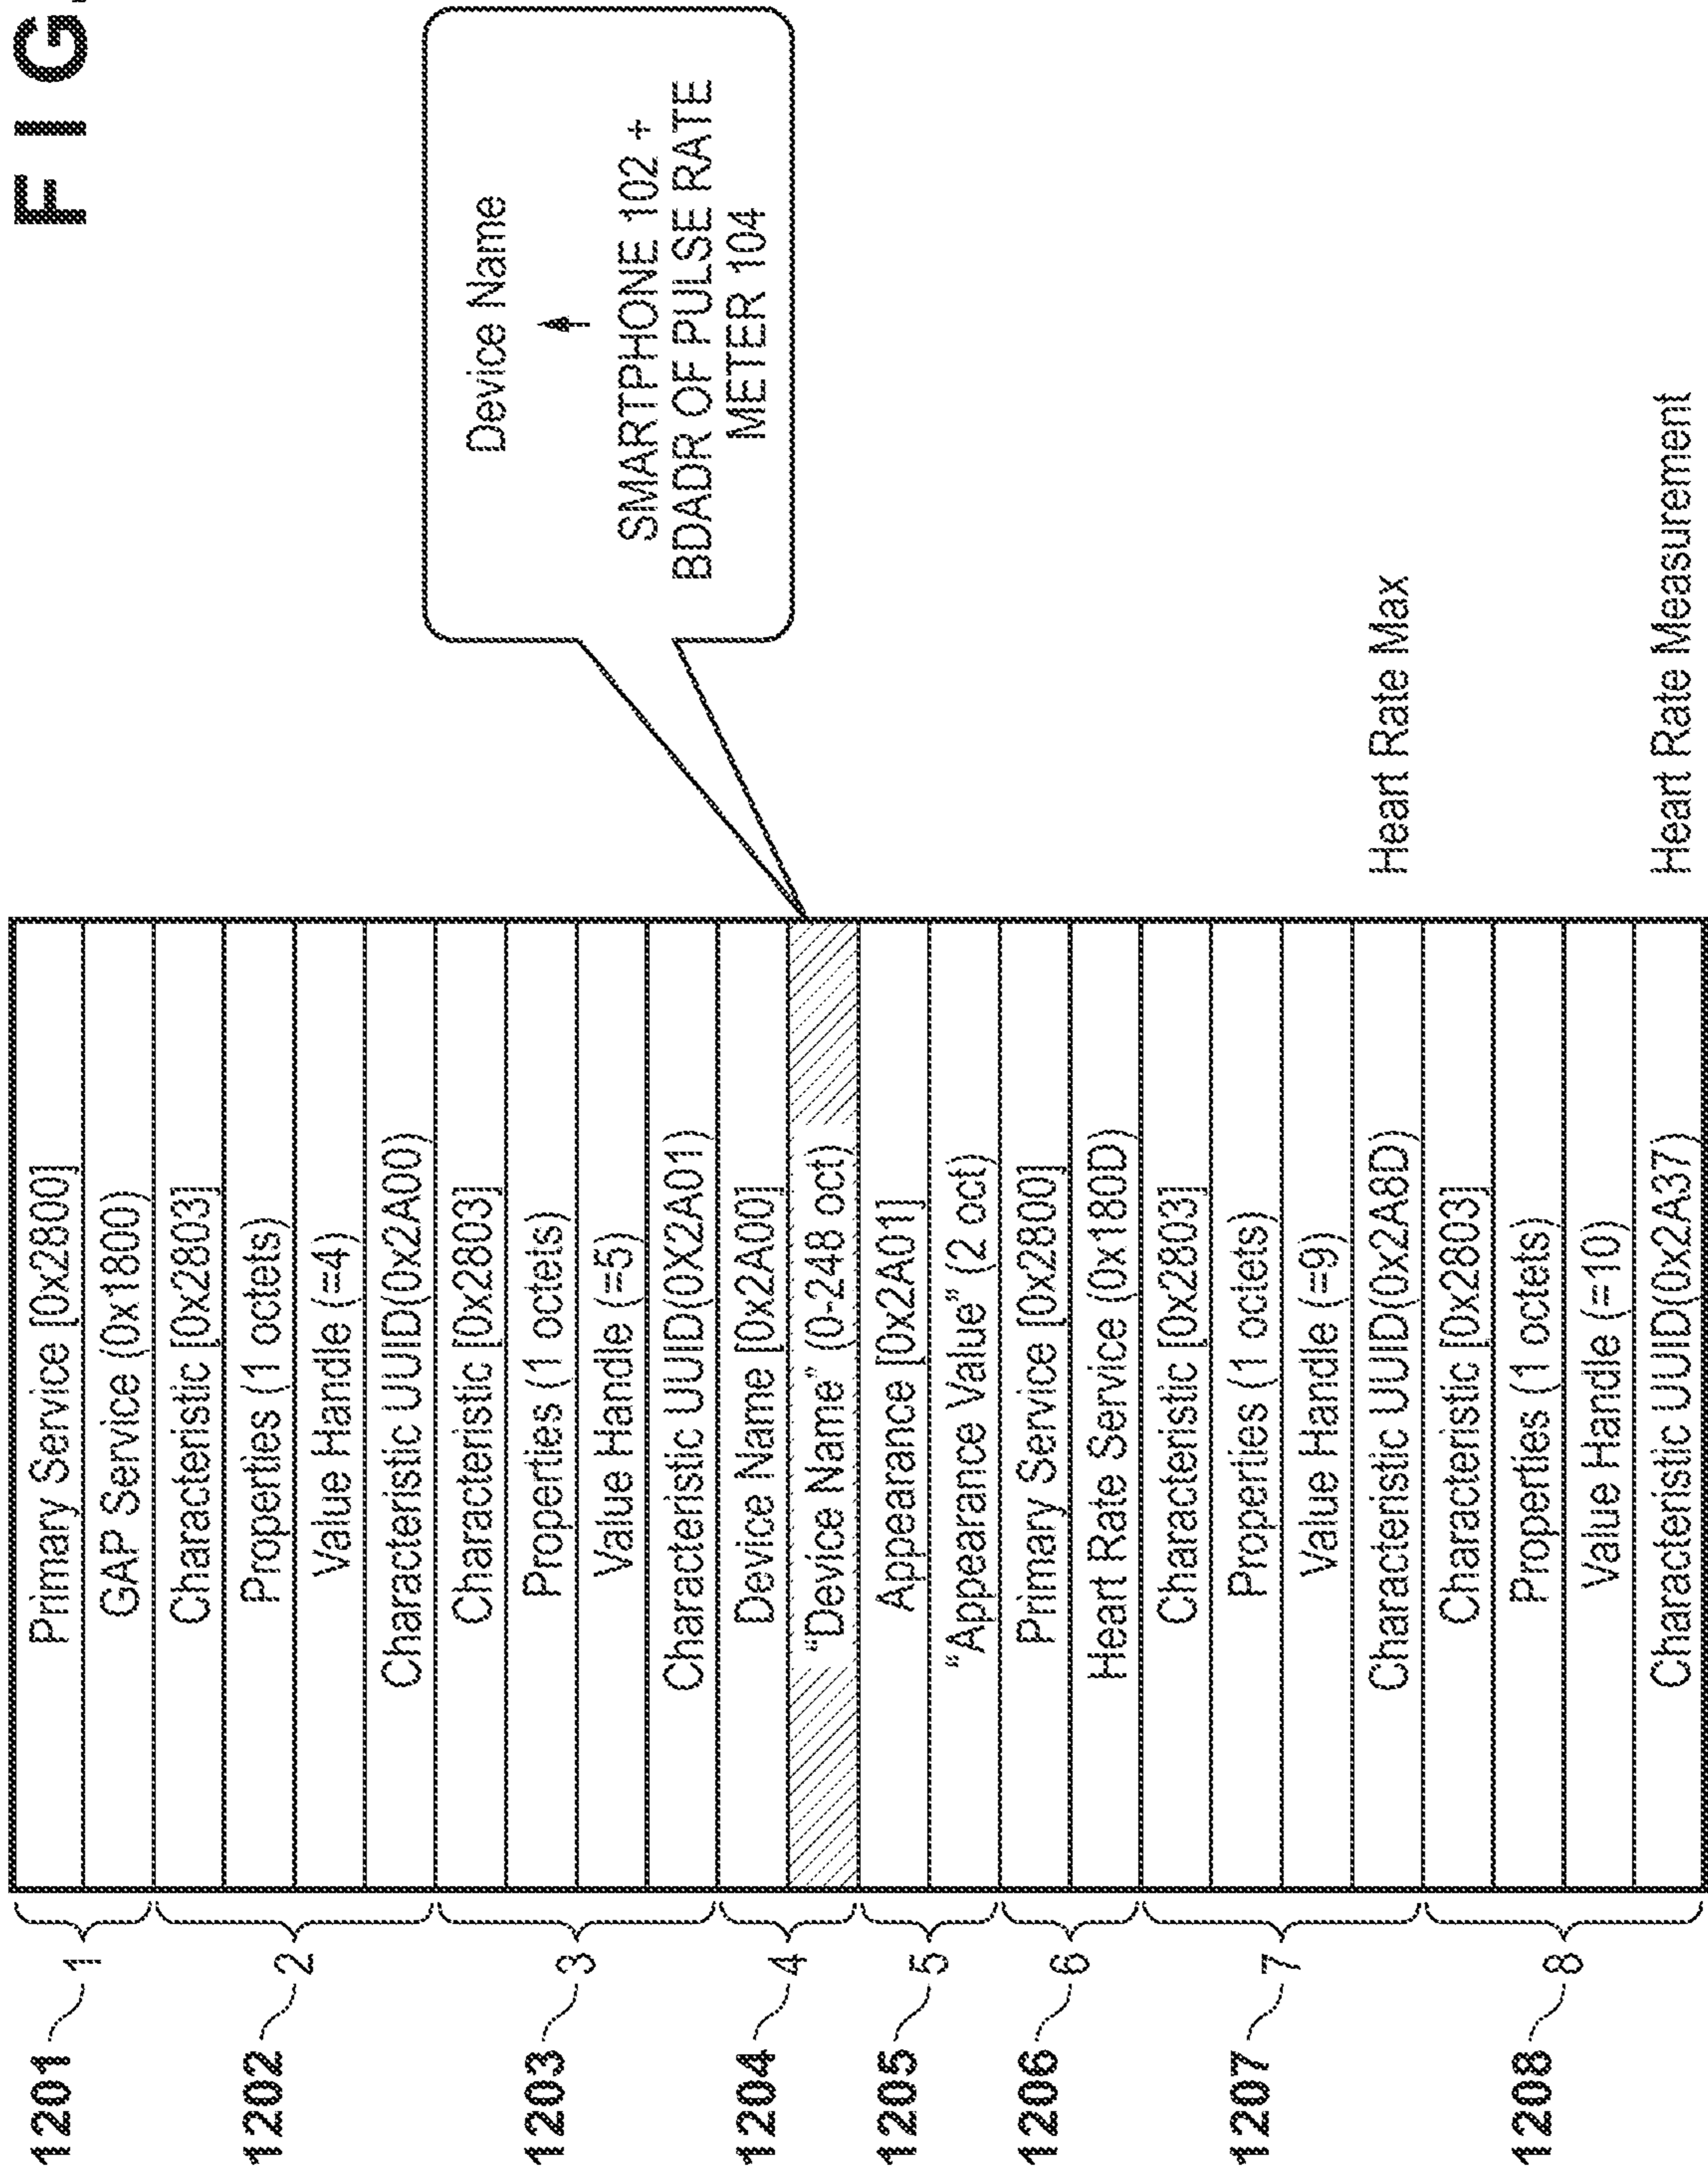 FIG.
1201 1 Primary Service [0x2800]
GAP Service (0x1800)
1202 2 Characteristic [0x2803]
Properties (1 octets)
Value Handle (=4)
Characteristic UUID(0x2A00)
1203 3 Characteristic [0x2803]
Properties (1 octets)
Value Handle (=5)
Characteristic UUID(0X2A01)
1204 4 Device Name [0x2A00]
“Device Name” (0-248 oct)
Device Name
SMARTPHONE 102 +
BDADR OF PULSE RATE
METER 104
1205 5 Appearance [0x2A01]
“Appearance Value” (2 oct)
1206 6 Primary Service [0x2800]
Heart Rate Service (0x180D)
1207 7 Characteristic [0x2803]
Properties (1 octets)
Value Handle (=9)
Characteristic UUID(0x2A8D) Heart Rate Max
1208 8 Characteristic [0x2803]
Properties (1 octets)
Value Handle (=10)
Characteristic UUID(0x2A37) Heart Rate Measurement